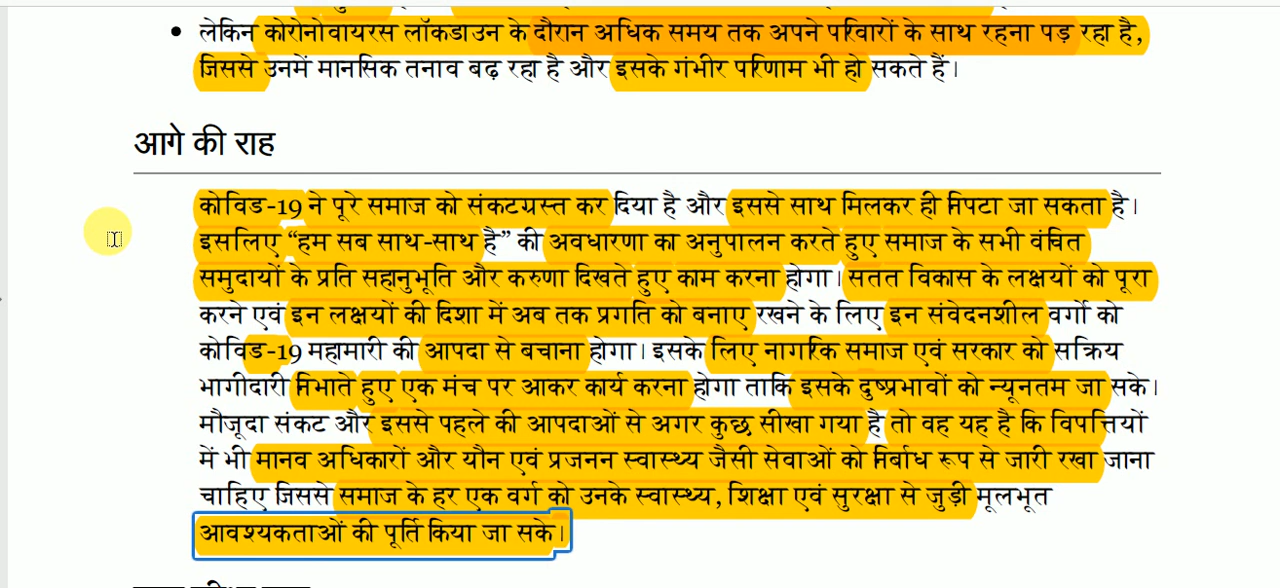 • लेकिन कोरोनोवायरस लॉकडाउन के दौरान अधिक समय तक अपने परिवारों के साथ रहना पड़ रहा है,
जिससे उनमें मानसिक तनाव बढ़ रहा है और इसके गंभीर परिणाम भी हो सकते हैं।
आगे की राह
कोविड-19 ने पूरे समाज को संकटग्रस्त कर दिया है और इससे साथ मिलकर ही निपटा जा सकता है।
इसलिए “हम सब साथ-साथ है” की अवधारणा का अनुपालन करते हुए समाज के सभी वंचित
समुदायों के प्रति सहानुभूति और करुणा दिखते हुए काम करना होगा। सतत विकास के लक्ष्यों को पूरा
करने एवं इन लक्ष्यों की दिशा में अब तक प्रगति को बनाए रखने के लिए इन संवेदनशील वर्गों को
कोविड-19 महामारी की आपदा से बचाना होगा। इसके लिए नागरिक समाज एवं सरकार को सक्रिय
भागीदारी निभाते हुए एक मंच पर आकर कार्य करना होगा ताकि इसके दुष्प्रभावों को न्यूनतम जा सके।
मौजूदा संकट और इससे पहले की आपदाओं से अगर कुछ सीखा गया है तो वह यह है कि विपत्तियों
में भी मानव अधिकारों और यौन एवं प्रजनन स्वास्थ्य जैसी सेवाओं को निर्बाध रूप से जारी रखा जाना
चाहिए जिससे समाज के हर एक वर्ग को उनके स्वास्थ्य, शिक्षा एवं सुरक्षा से जुड़ी मूलभूत
आवश्यकताओं की पूर्ति किया जा सके।